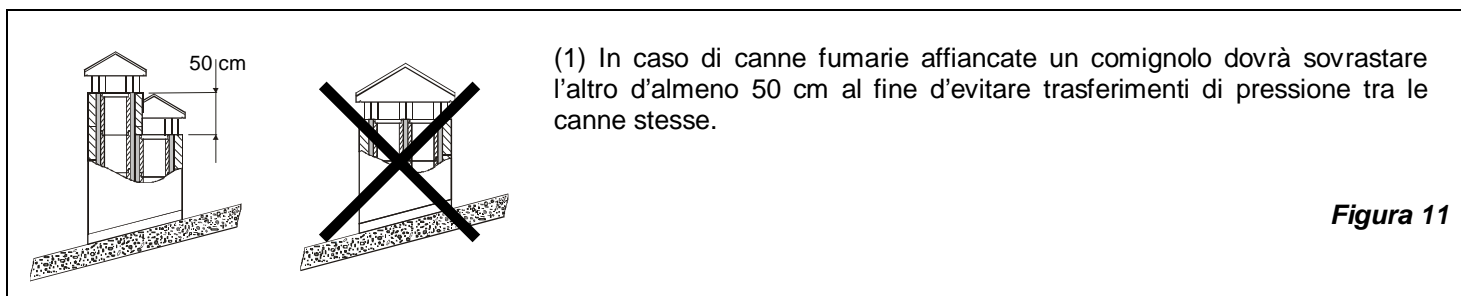 50 cm
(1) In caso di canne fumarie affiancate un comignolo dovrà sovrastare
l'altro d'almeno 50 cm al fine d'evitare trasferimenti di pressione tra le
canne stesse.
Figura 11